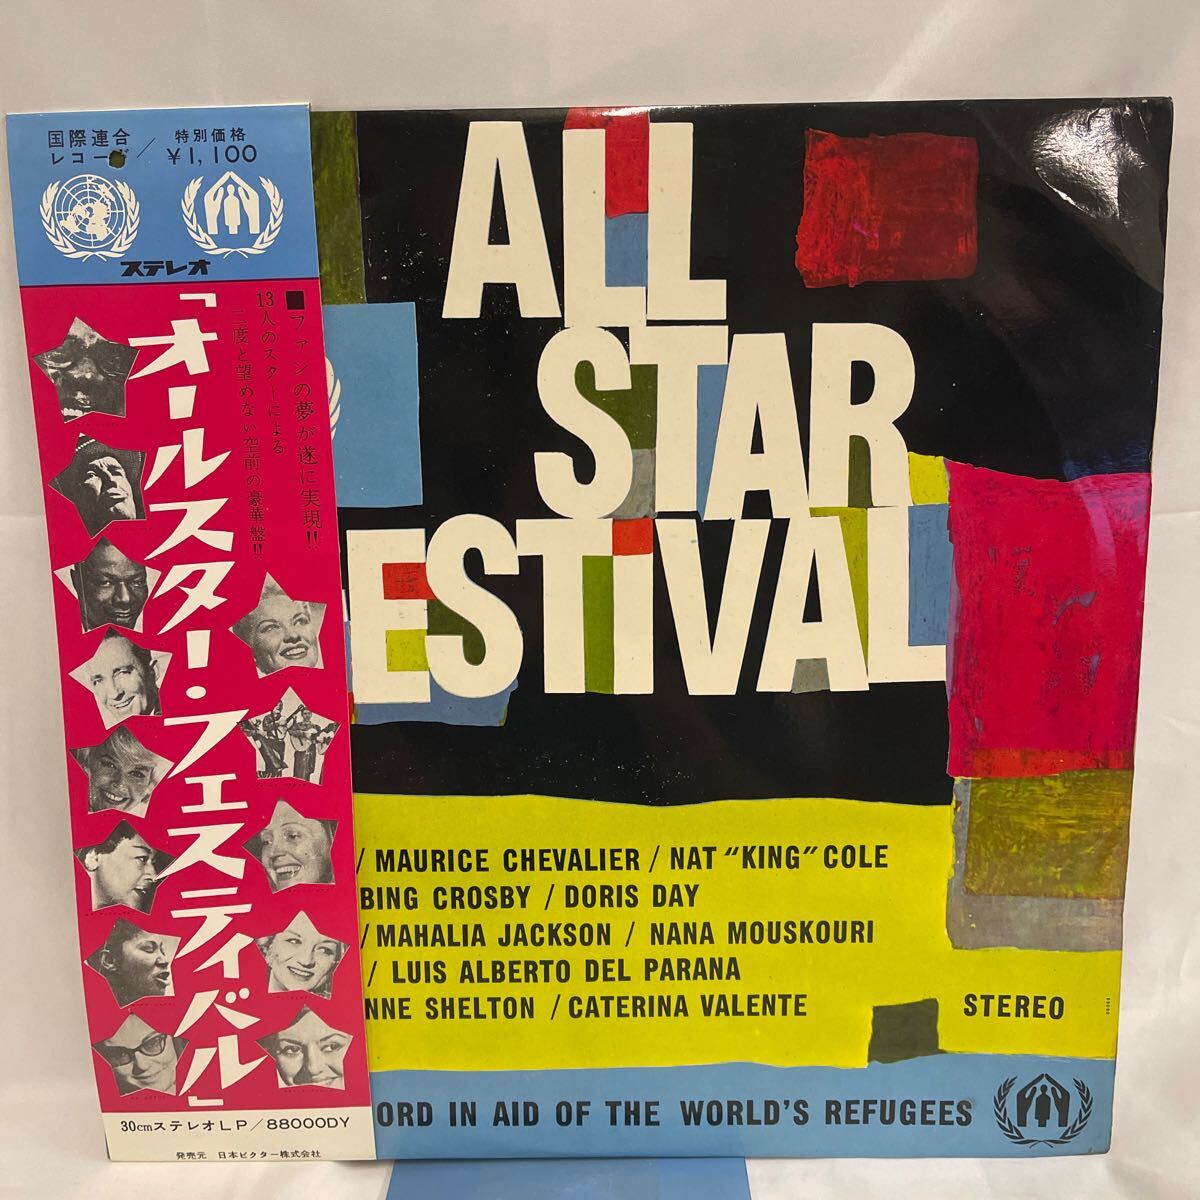 国際連合
レコード
/
特別価格
¥1,100
ステレオ
■ファンの夢が遂に実現!!
13人のスターによる
二度と望めない空前の豪華盤!!
「オールスター・フェスティバル」
30cmステレオLP/88000DY
発売元 日本ビクター株式会社
ALL
STAR
FESTIVAL
/ MAURICE CHEVALIER / NAT "KING" COLE
BING CROSBY / DORIS DAY
/ MAHALIA JACKSON / NANA MOUSKOURI
/ LUIS ALBERTO DEL PARANA
NNE SHELTON / CATERINA VALENTE
STEREO
ORD IN AID OF THE WORLD'S REFUGEES